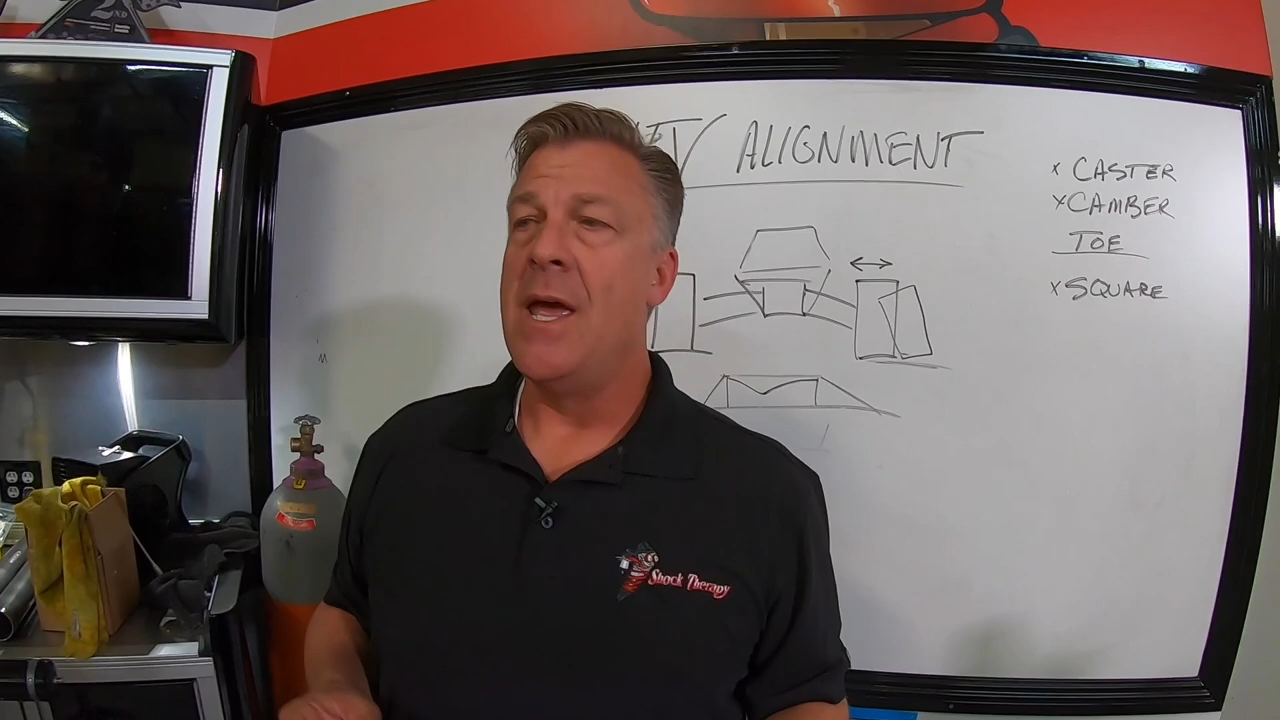 ALIGNMENT
x CASTER
x CAMBER
TOE
x SQUARE
Shock Therapy